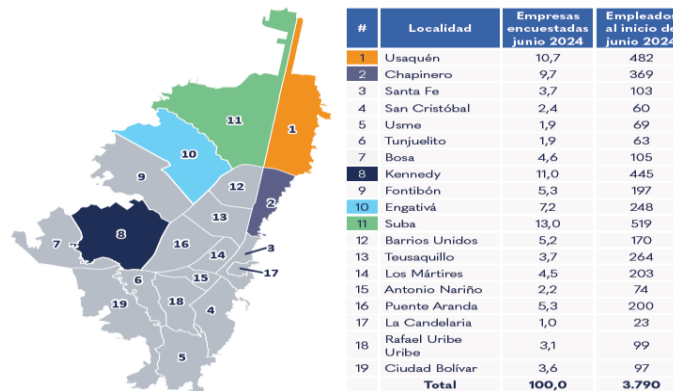 11
1
10
9
12
2
13
8
7
16
14
3
15
17
6
19
18
4
5
# Localidad Empresas encuestadas junio 2024 Empleados al inicio de junio 2024
1 Usaquén 10,7 482
2 Chapinero 9,7 369
3 Santa Fe 3,7 103
4 San Cristóbal 2,4 60
5 Usme 1,9 69
6 Tunjuelito 1,9 63
7 Bosa 4,6 105
8 Kennedy 11,0 445
9 Fontibón 5,3 197
10 Engativá 7,2 248
11 Suba 13,0 519
12 Barrios Unidos 5,2 170
13 Teusaquillo 3,7 264
14 Los Mártires 4,5 203
15 Antonio Nariño 2,2 74
16 Puente Aranda 5,3 200
17 La Candelaria 1,0 23
18 Rafael Uribe Uribe 3,1 99
19 Ciudad Bolívar 3,6 97
Total 100,0 3.790